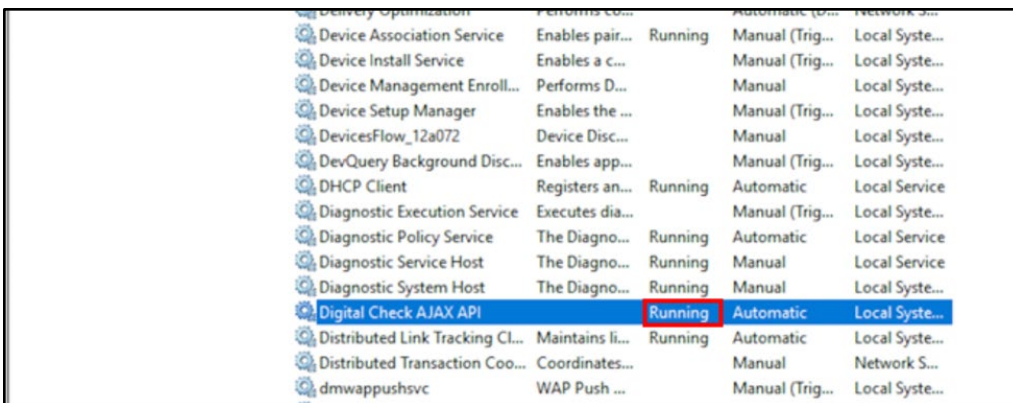 Delivery Optimization Performs co... Automatic (D... Network S...
Device Association Service Enables pair... Running Manual (Trig... Local Syste...
Device Install Service Enables a c... Manual (Trig... Local Syste...
Device Management Enroll... Performs D... Manual Local Syste...
Device Setup Manager Enables the ... Manual (Trig... Local Syste...
DevicesFlow_12a072 Device Disc... Manual Local Syste...
DevQuery Background Disc... Enables app... Manual (Trig... Local Syste...
DHCP Client Registers an... Running Automatic Local Service
Diagnostic Execution Service Executes dia... Manual (Trig... Local Syste...
Diagnostic Policy Service The Diagno... Running Automatic Local Service
Diagnostic Service Host The Diagno... Running Manual Local Service
Diagnostic System Host The Diagno... Running Manual Local Syste...
Digital Check AJAX API Running Automatic Local Syste...
Distributed Link Tracking Cl... Maintains li... Running Automatic Local Syste...
Distributed Transaction Coo... Coordinates... Manual Network S...
dmwappushsvc WAP Push ... Manual (Trig... Local Syste...